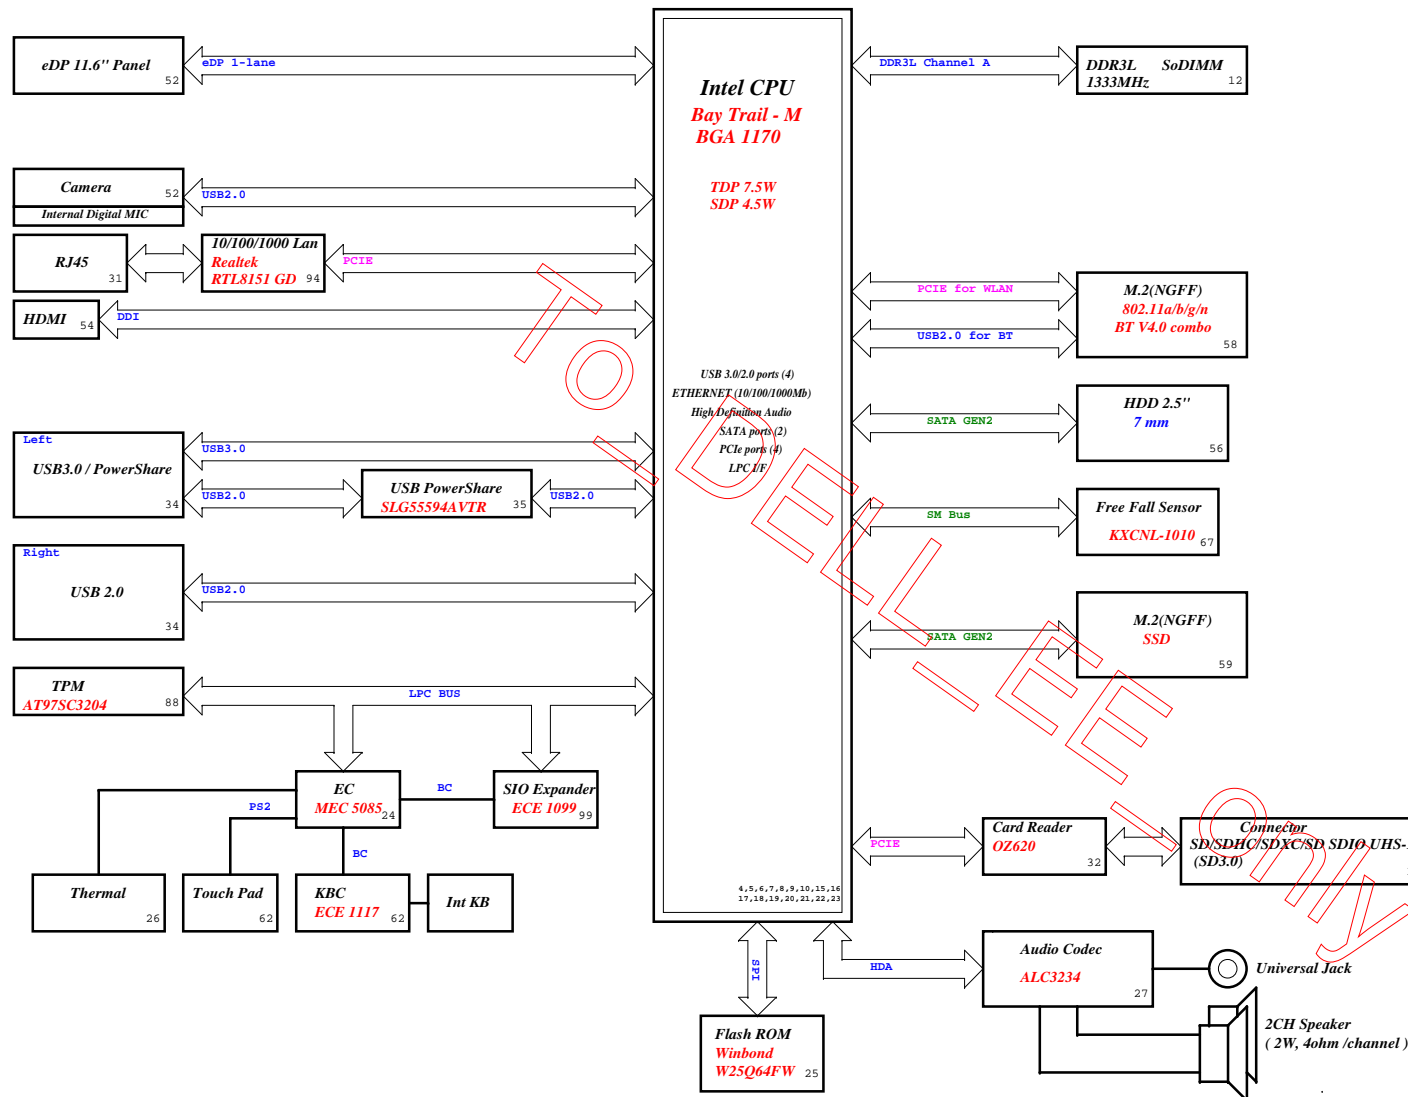 eDP 11.6" Panel
52
eDP 1-lane
Intel CPU
Bay Trail - M
BGA 1170
TDP 7.5W
SDP 4.5W
DDR3L Channel A
DDR3L SoDIMM
1333MHz
12
Camera
52
Internal Digital MIC
USB2.0
RJ45
31
10/100/1000 Lan
Realtek
RTL8151 GD
94
PCIE
HDMI
54
DDI
PCIE for WLAN
USB2.0 for BT
M.2(NGFF)
802.11a/b/g/n
BT V4.0 combo
58
USB 3.0/2.0 ports (4)
ETHERNET (10/100/1000Mb)
High Definition Audio
SATA ports (2)
PCIe ports (4)
LPC I/F
SATA GEN2
HDD 2.5"
7 mm
56
Left
USB3.0 / PowerShare
34
USB3.0
USB2.0
USB PowerShare
SLG55594AVTR
35
USB2.0
SM Bus
Free Fall Sensor
KXCNL-1010
67
Right
USB 2.0
34
USB2.0
SATA GEN2
M.2(NGFF)
SSD
59
TPM
AT97SC3204
88
LPC BUS
EC
MEC 5085
24
BC
SIO Expander
ECE 1099
99
PS2
BC
Thermal
26
Touch Pad
62
KBC
ECE 1117
62
Int KB
PCIE
Card Reader
OZ620
32
Connector
SD/SDHC/SDXC/SD SDIO UHS-
(SD3.0)
4,5,6,7,8,9,10,15,16
17,18,19,20,21,22,23
SPI
HDA
Audio Codec
ALC3234
27
Universal Jack
2CH Speaker
( 2W, 4ohm /channel )
Flash ROM
Winbond
W25Q64FW
25
To_DELL_EE_only